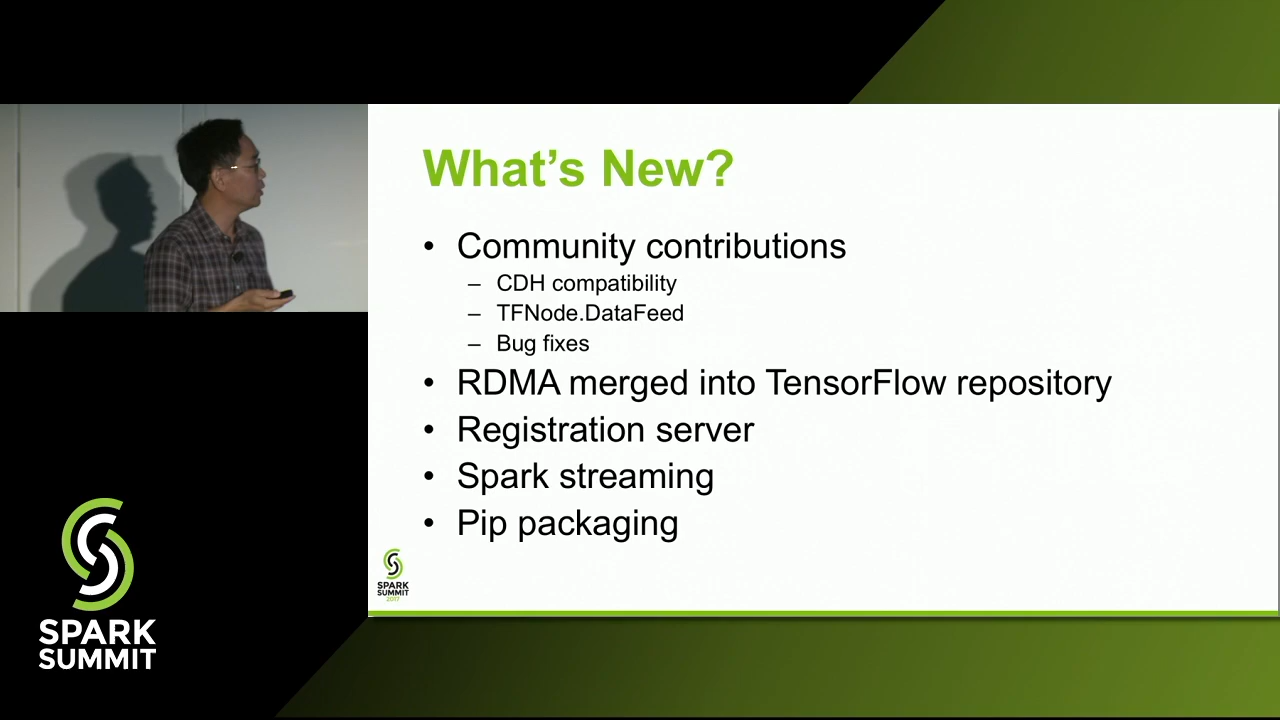 What's New?
• Community contributions
– CDH compatibility
– TFNode.DataFeed
– Bug fixes
• RDMA merged into TensorFlow repository
• Registration server
• Spark streaming
• Pip packaging
SPARK
SUMMIT
2017
SPARK
SUMMIT